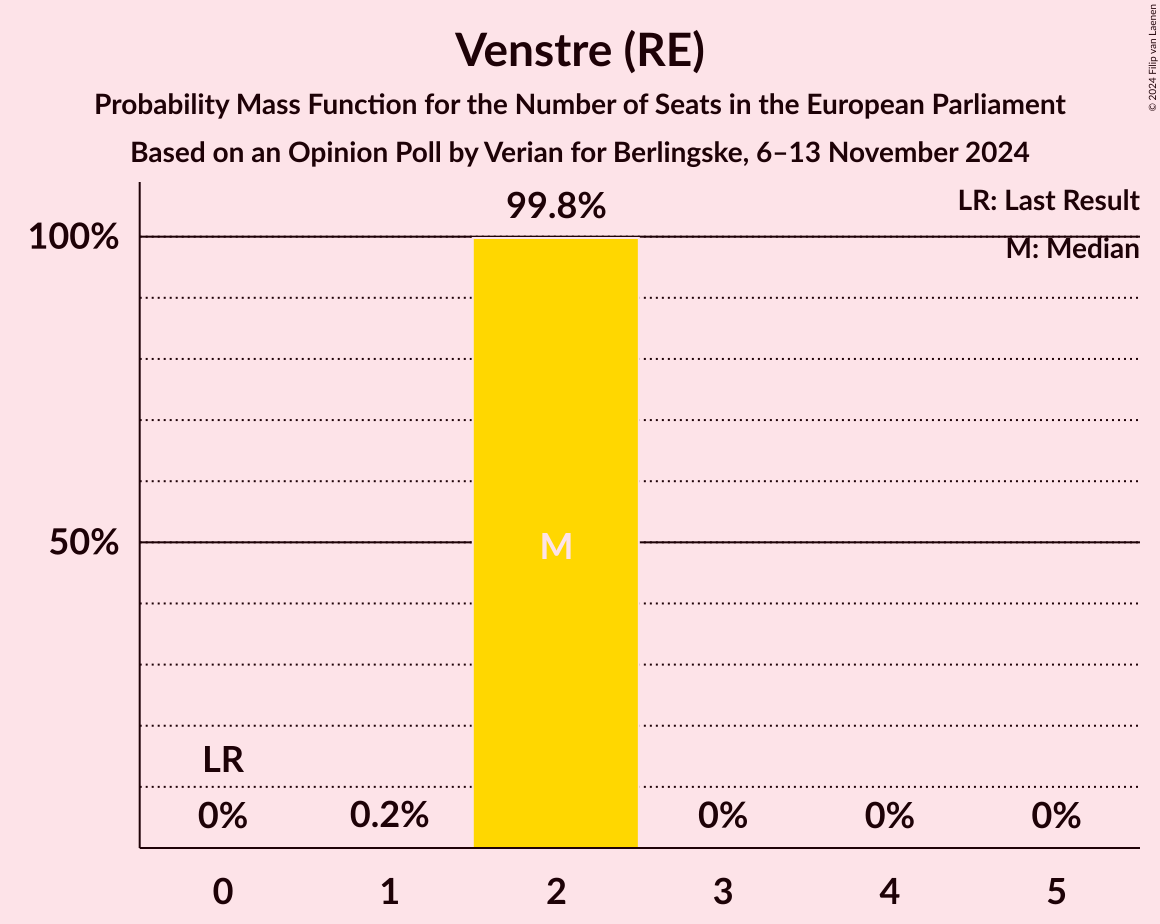 Venstre (RE)
Probability Mass Function for the Number of Seats in the European Parliament
Based on an Opinion Poll by Verian for Berlingske, 6–13 November 2024
© 2024 Filip van Laenen
99.8%
LR: Last Result
100%
M: Median
50%
M
LR
0% 0.2% 0% 0% 0%
0 1 2 3 4 5